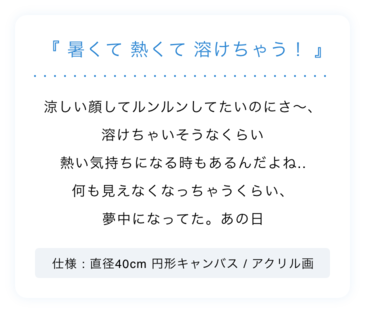 『 暑くて 熱くて 溶けちゃう！ 』
涼しい顔してルンルンしてたいのにさ〜、
溶けちゃいそうなくらい
熱い気持ちになる時もあるんだよね..
何も見えなくなっちゃうくらい、
夢中になってた。あの日
仕様：直径40cm 円形キャンバス / アクリル画